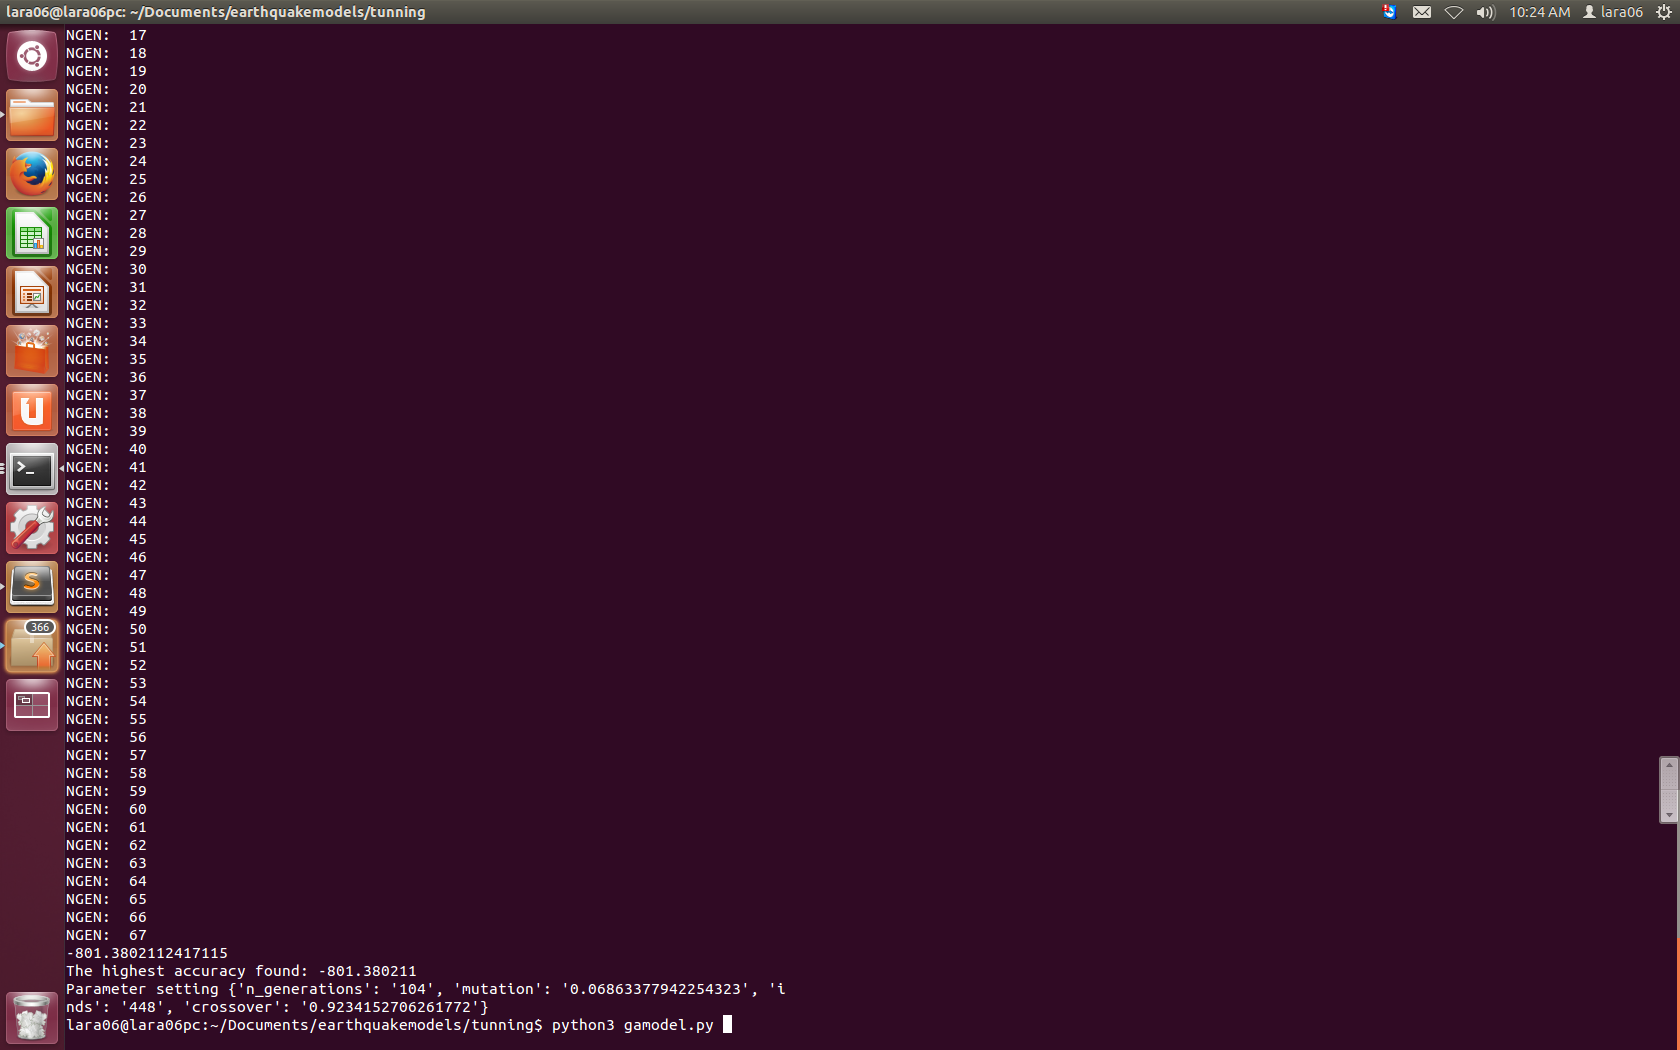 lara06@lara06pc: ~/Documents/earthquakemodels/tunning
10:24 AM
lara06
NGEN:  17
NGEN:  18
NGEN:  19
NGEN:  20
NGEN:  21
NGEN:  22
NGEN:  23
NGEN:  24
NGEN:  25
NGEN:  26
NGEN:  27
NGEN:  28
NGEN:  29
NGEN:  30
NGEN:  31
NGEN:  32
NGEN:  33
NGEN:  34
NGEN:  35
NGEN:  36
NGEN:  37
NGEN:  38
NGEN:  39
NGEN:  40
NGEN:  41
NGEN:  42
NGEN:  43
NGEN:  44
NGEN:  45
NGEN:  46
NGEN:  47
NGEN:  48
NGEN:  49
NGEN:  50
NGEN:  51
NGEN:  52
NGEN:  53
NGEN:  54
NGEN:  55
NGEN:  56
NGEN:  57
NGEN:  58
NGEN:  59
NGEN:  60
NGEN:  61
NGEN:  62
NGEN:  63
NGEN:  64
NGEN:  65
NGEN:  66
NGEN:  67
-801.3802112417115
The highest accuracy found: -801.380211
Parameter setting {'n_generations': '104', 'mutation': '0.06863377942254323', 'i
nds': '448', 'crossover': '0.9234152706261772'}
lara06@lara06pc:~/Documents/earthquakemodels/tunning$ python3 gamodel.py
366